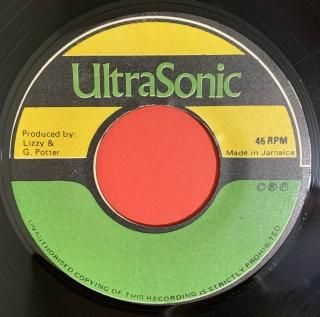 UltraSonic
Produced by:
Lizzy &
G. Potter
45 RPM
Made in Jamaica
©®℗
UNAUTHORISED COPYING OF THIS RECORDING IS STRICTLY PROHIBITED